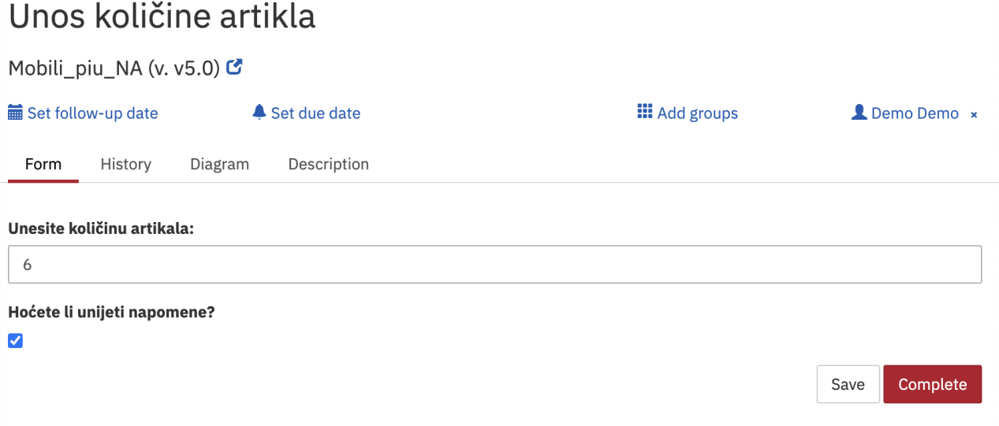 Unos količine artikla
Mobili_piu_NA (v. v5.0)
Set follow-up date Set due date Add groups Demo Demo ×
Form History Diagram Description
Unesite količinu artikala:
6
Hoćete li unijeti napomene?
Save Complete